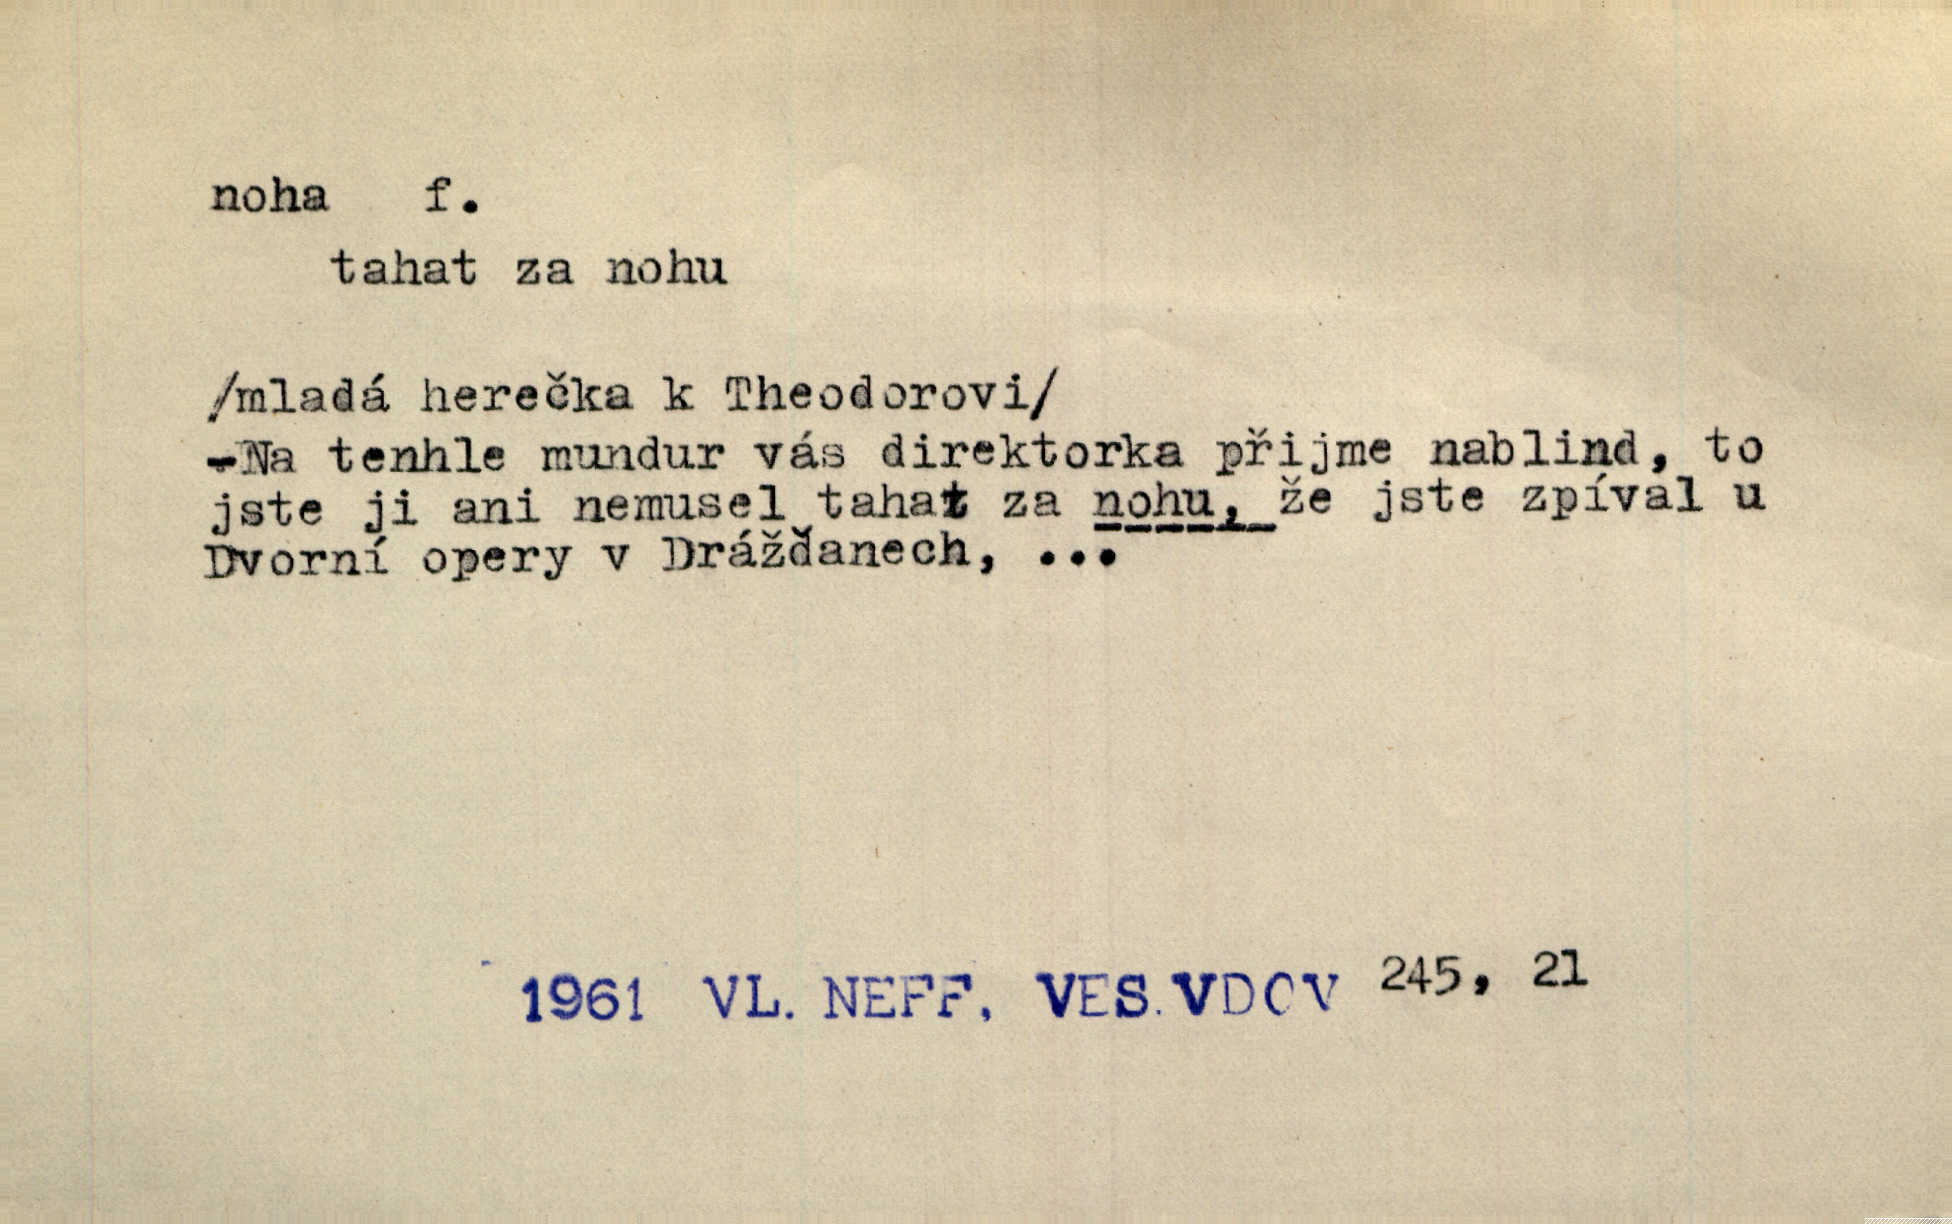 noha f.
tahat za nohu
/mladá herečka k Theodorovi/
-Na tenhle mundur vás direktorka přijme nablind, to
jste ji ani nemusel tahat za nohu, že jste zpíval u
Dvorní opery v Drážďanech, ...
1961 VL. NEFF, VES. VDOV 245, 21